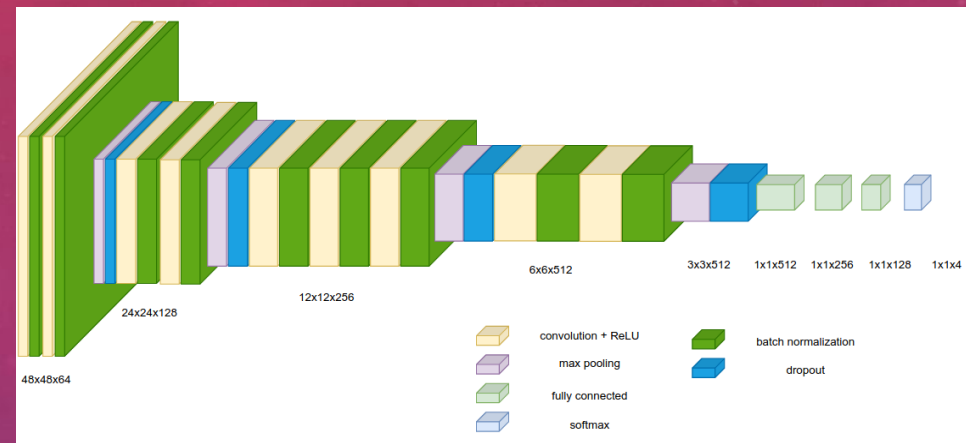 48x48x64
24x24x128
12x12x256
6x6x512
3x3x512
1x1x512
1x1x256
1x1x128
1x1x4
convolution + ReLU
max pooling
fully connected
softmax
batch normalization
dropout